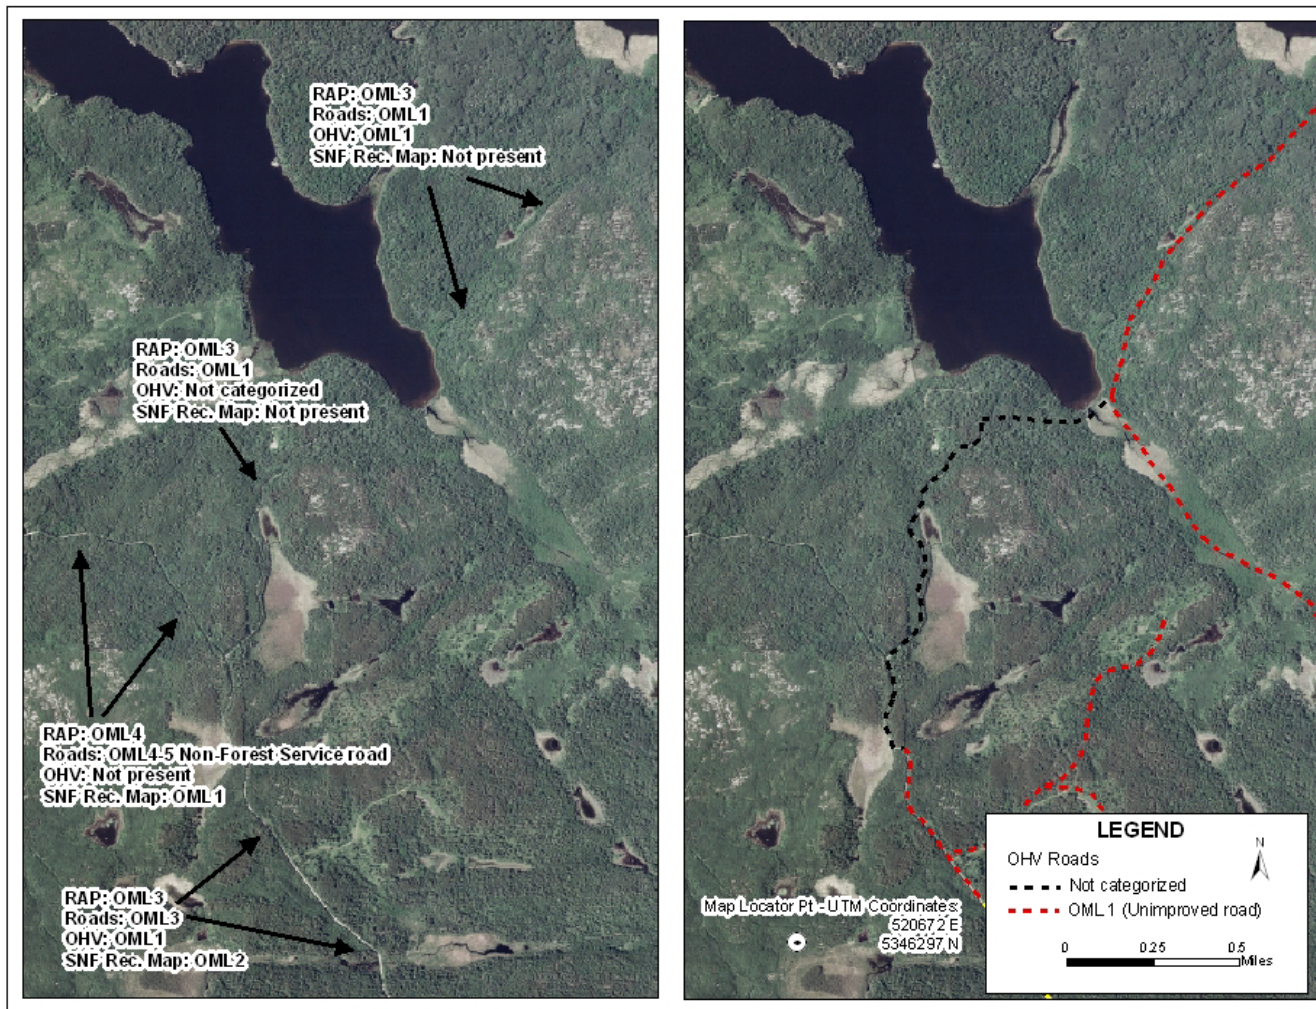 RAP: OML3
Roads: OML1
OHV: OML1
SNF Rec. Map: Not present
RAP: OML3
Roads: OML1
OHV: Not categorized
SNF Rec. Map: Not present
RAP: OML4
Roads: OML4-5 Non-Forest Service road
OHV: Not present
SNF Rec. Map: OML1
RAP: OML3
Roads: OML3
OHV: OML1
SNF Rec. Map: OML2
Map Locator Pt - UTM Coordinates:
520672 E
5346297 N
LEGEND
N
OHV Roads
Not categorized
OML 1 (Unimproved road)
0 0.25 0.5
Miles